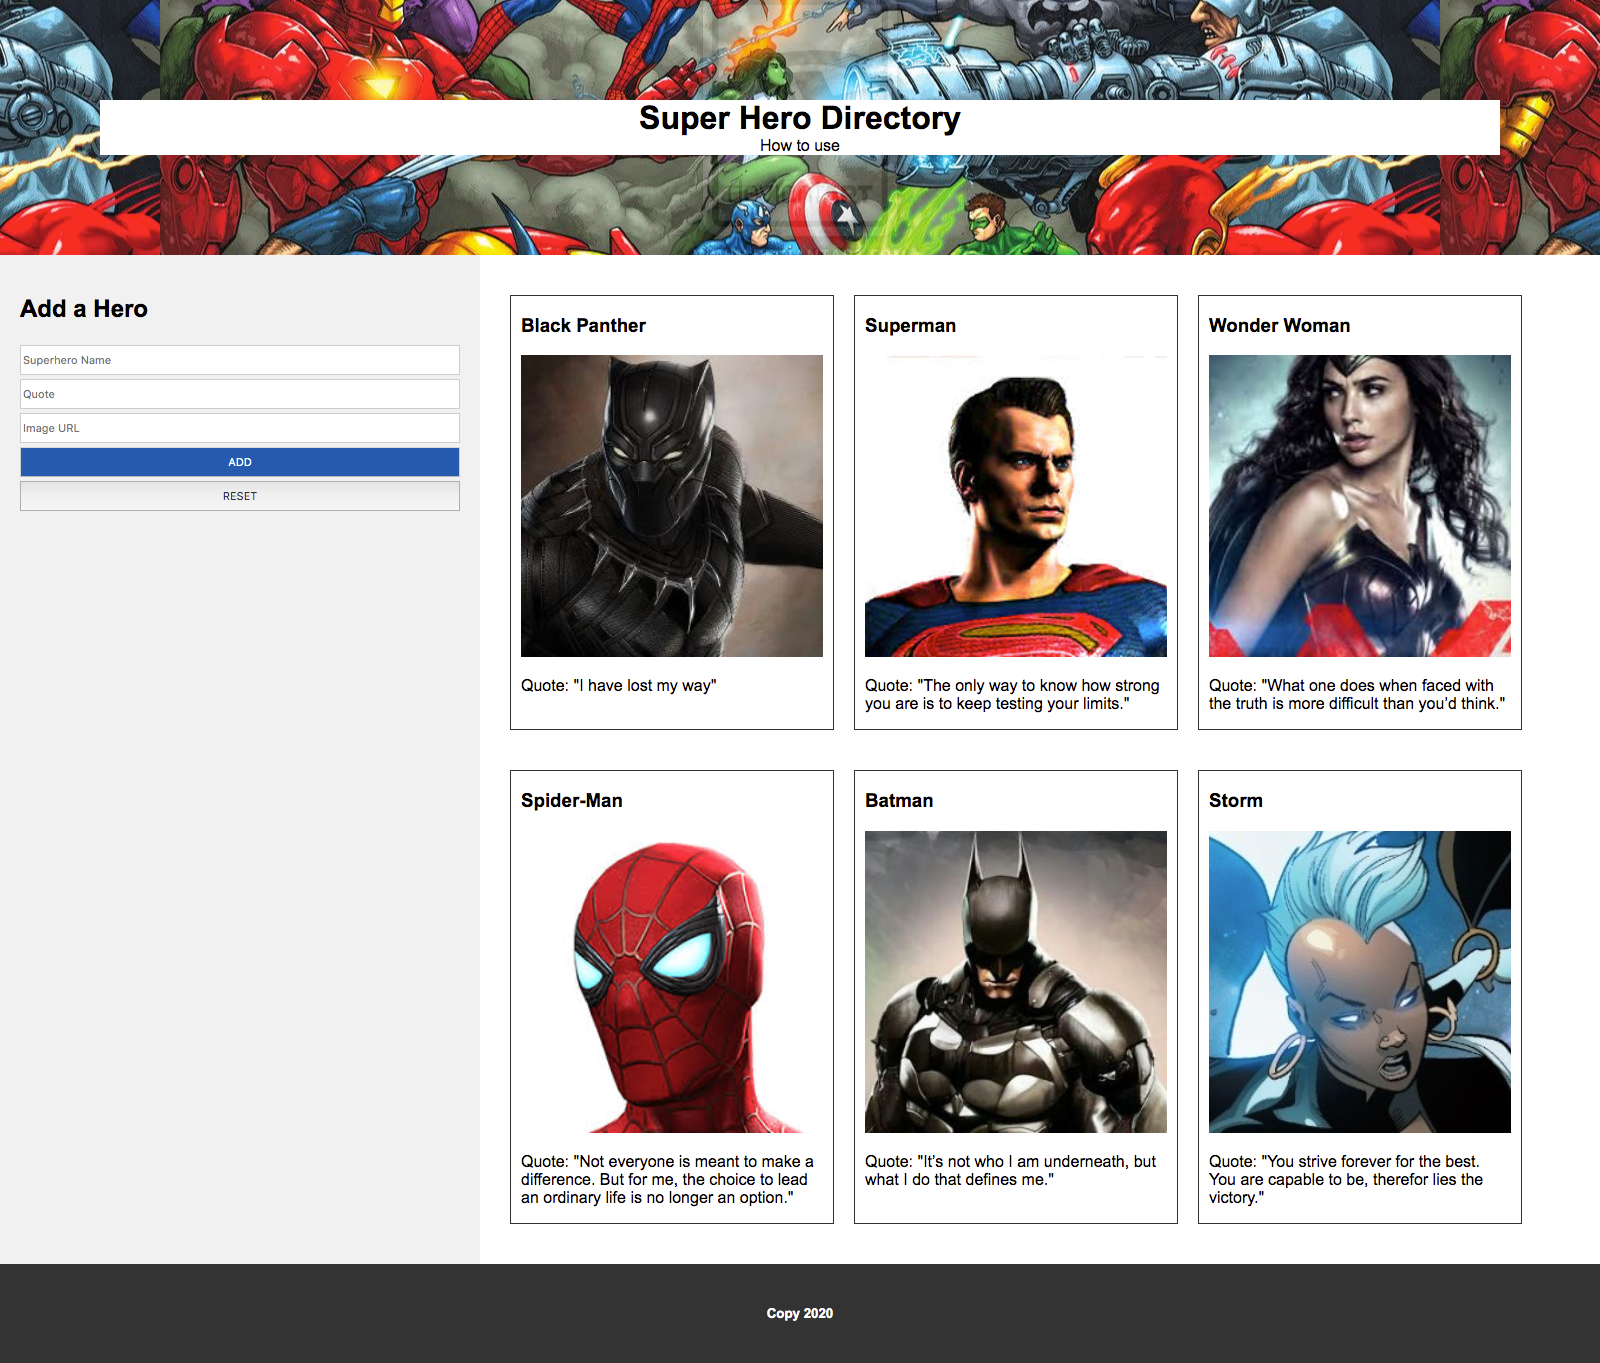 Super Hero Directory
How to use
Add a Hero
Superhero Name
Quote
Image URL
ADD
RESET
Black Panther
Quote: "I have lost my way"
Superman
Quote: "The only way to know how strong
you are is to keep testing your limits."
Wonder Woman
Quote: "What one does when faced with
the truth is more difficult than you’d think."
Spider-Man
Quote: "Not everyone is meant to make a
difference. But for me, the choice to lead
an ordinary life is no longer an option."
Batman
Quote: "It’s not who I am underneath, but
what I do that defines me."
Storm
Quote: "You strive forever for the best.
You are capable to be, therefor lies the
victory."
Copy 2020